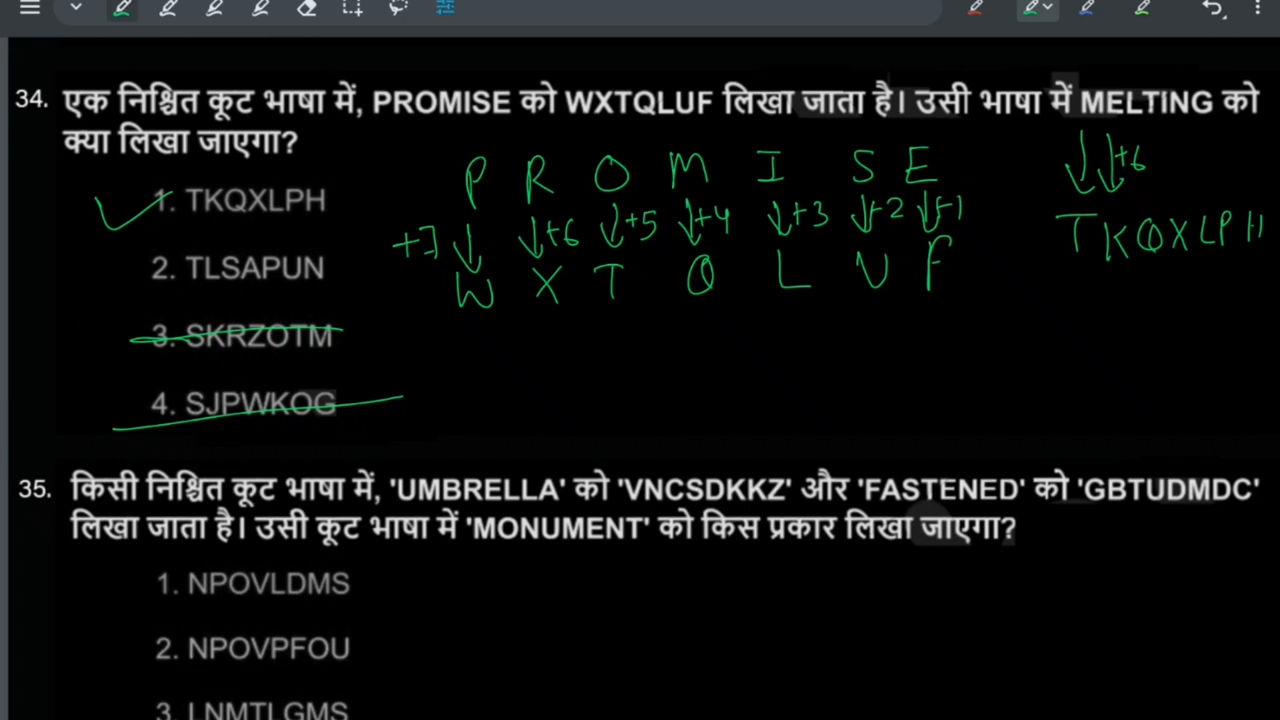 34. एक निश्चित कूट भाषा में, PROMISE को WXTQLUF लिखा जाता है। उसी भाषा में MELTING को
क्या लिखा जाएगा?
1. TKQXLPH
2. TLSAPUN
3. SKRZOTM
4. SJPWKOG
P R O M I S E
+7 +6 +5 +4 +3 +2 +1
W X T Q L U F
+6
TKQXLPH
35. किसी निश्चित कूट भाषा में, 'UMBRELLA' को 'VNCSDKKZ' और 'FASTENED' को 'GBTUDMDC'
लिखा जाता है। उसी कूट भाषा में 'MONUMENT' को किस प्रकार लिखा जाएगा?
1. NPOVLDMS
2. NPOVPFOU
3. LNMTLGMS